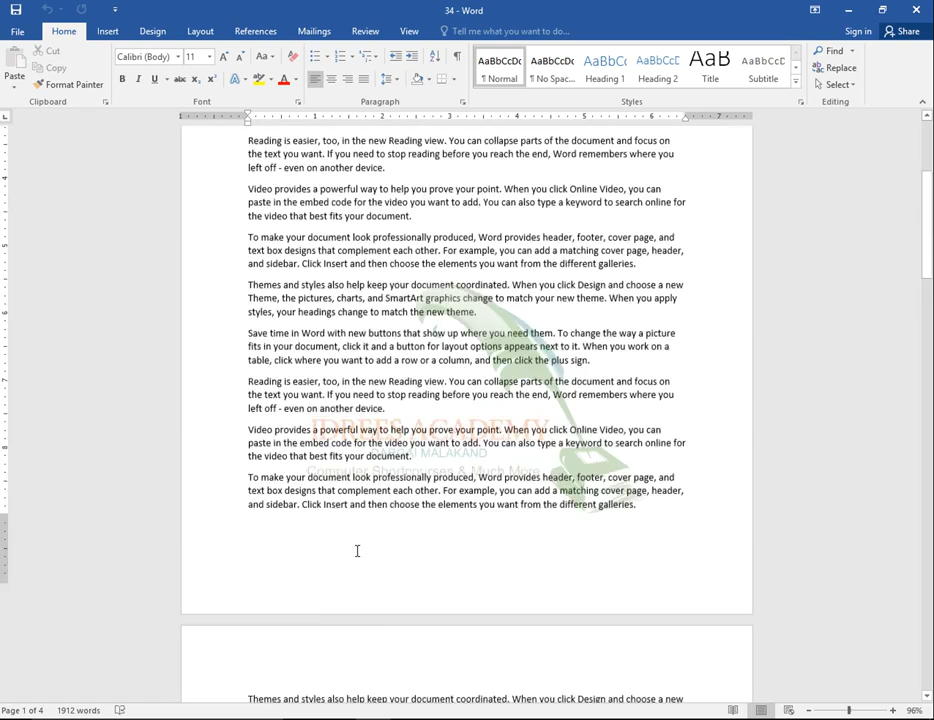 34 - Word
File Home Insert Design Layout References Mailings Review View Tell me what you want to do... Sign in Share
Paste Cut Copy Format Painter
Calibri (Body) 11
AaBbCcDc AaBbCcDc AaBbCc AaBbCcD AaB AaBbCcD
¶ Normal ¶ No Spac... Heading 1 Heading 2 Title Subtitle
Find Replace Select
Clipboard Font Paragraph Styles Editing
Reading is easier, too, in the new Reading view. You can collapse parts of the document and focus on
the text you want. If you need to stop reading before you reach the end, Word remembers where you
left off - even on another device.
Video provides a powerful way to help you prove your point. When you click Online Video, you can
paste in the embed code for the video you want to add. You can also type a keyword to search online for
the video that best fits your document.
To make your document look professionally produced, Word provides header, footer, cover page, and
text box designs that complement each other. For example, you can add a matching cover page, header,
and sidebar. Click Insert and then choose the elements you want from the different galleries.
Themes and styles also help keep your document coordinated. When you click Design and choose a new
Theme, the pictures, charts, and SmartArt graphics change to match your new theme. When you apply
styles, your headings change to match the new theme.
Save time in Word with new buttons that show up where you need them. To change the way a picture
fits in your document, click it and a button for layout options appears next to it. When you work on a
table, click where you want to add a row or a column, and then click the plus sign.
Reading is easier, too, in the new Reading view. You can collapse parts of the document and focus on
the text you want. If you need to stop reading before you reach the end, Word remembers where you
left off - even on another device.
IDREES ACADEMY
Video provides a powerful way to help you prove your point. When you click Online Video, you can
paste in the embed code for the video you want to add. You can also type a keyword to search online for
DARGAI MALAKAND
the video that best fits your document.
Computer Shortcourses & Much More
To make your document look professionally produced, Word provides header, footer, cover page, and
text box designs that complement each other. For example, you can add a matching cover page, header,
and sidebar. Click Insert and then choose the elements you want from the different galleries.
Themes and styles also help keep your document coordinated. When you click Design and choose a new
Page 1 of 4 1912 words 96%